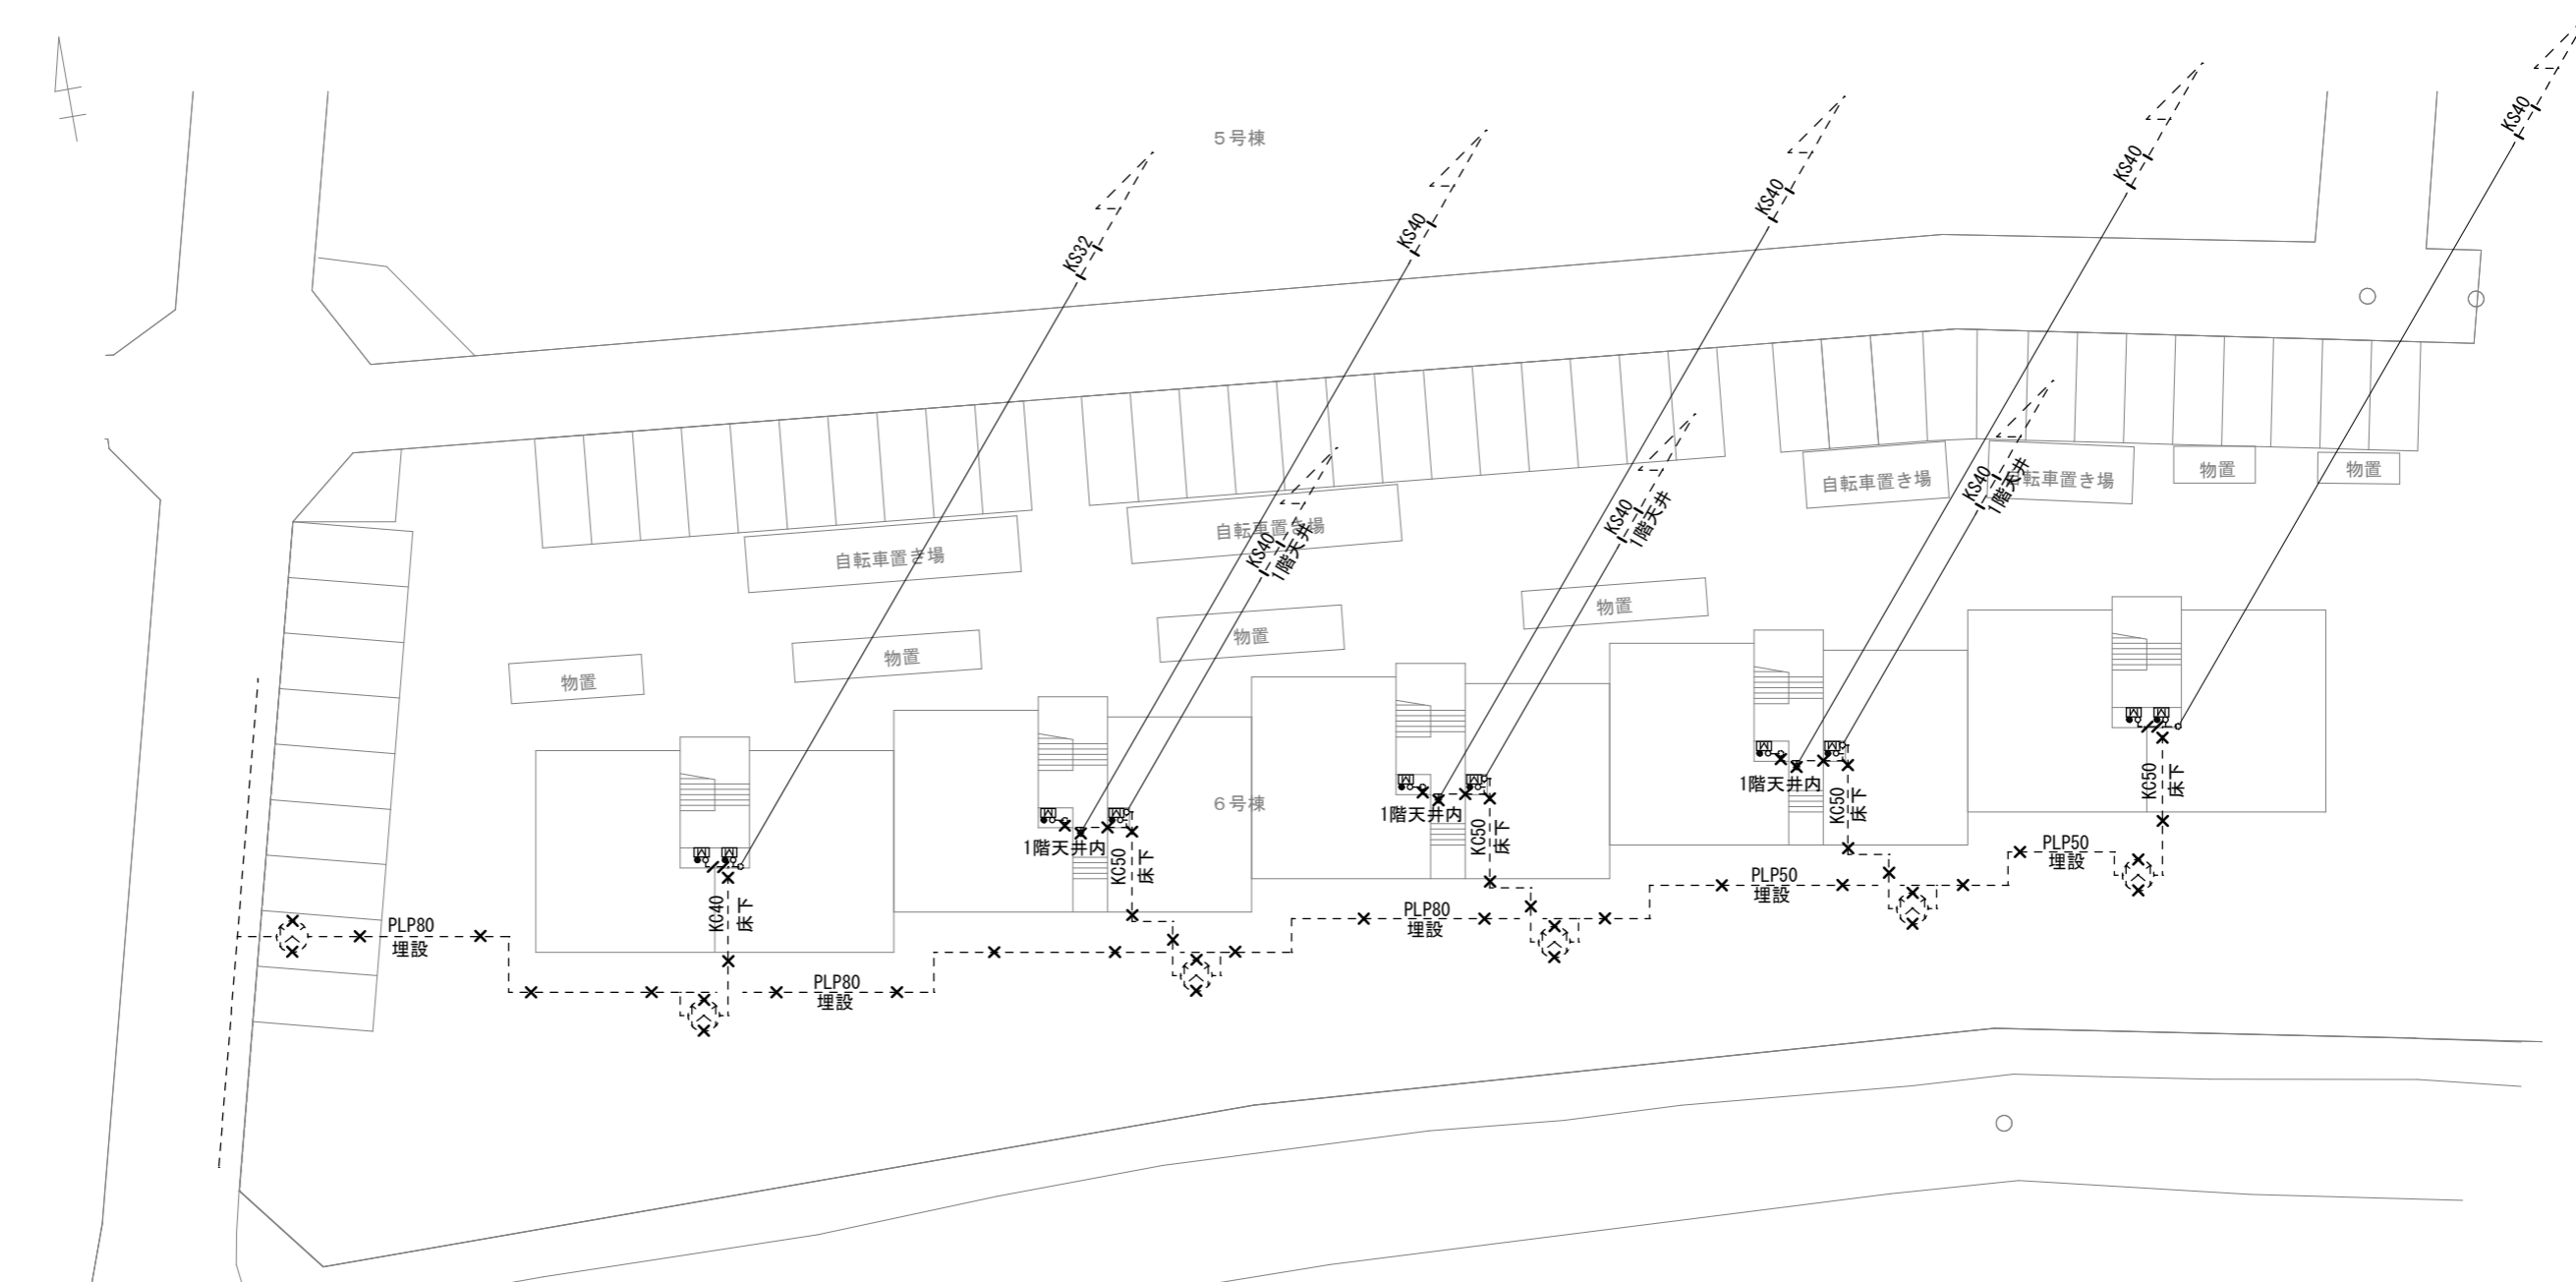 KS40
5号棟
KS40
KS40
KS40
KS32
自転車置き場
自転車置き場
物置
物置
KS40
1階天井
自転車置き場
KS40
1階天井
自転車置き場
KS40
1階天井
物置
物置
物置
物置
1階天井内
1階天井内
6号棟
1階天井内
KC50
床下
KC50
床下
KC50
床下
KC50
床下
KC40
床下
PLP50
埋設
PLP50
埋設
PLP80
埋設
PLP80
埋設
PLP80
埋設